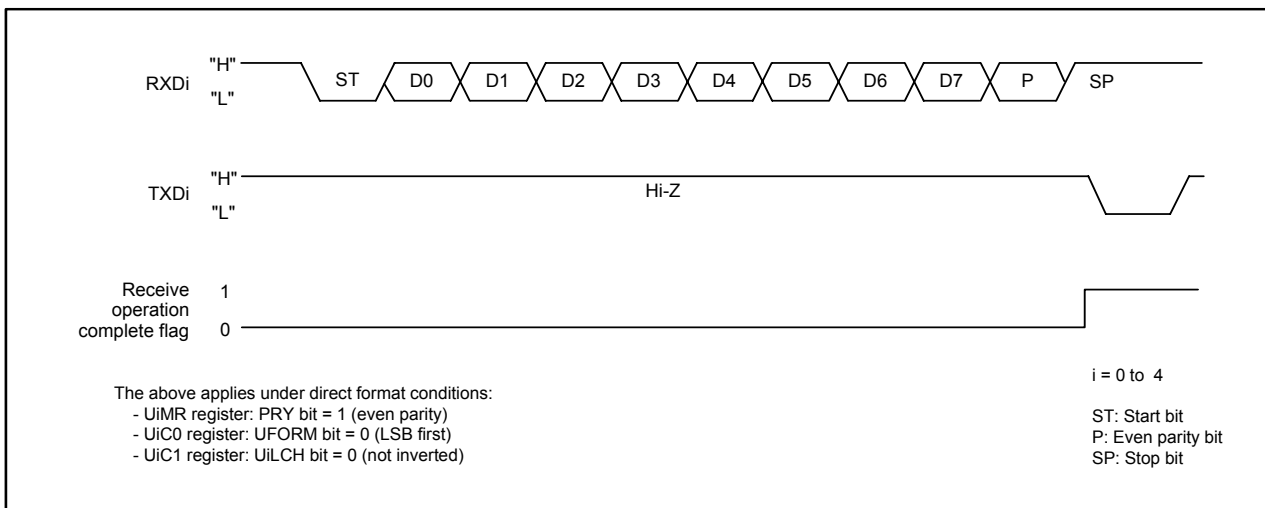 RXDi "H" "L" ST D0 D1 D2 D3 D4 D5 D6 D7 P SP
TXDi "H" "L" Hi-Z
Receive
operation
complete flag
1
0
The above applies under direct format conditions:
- UiMR register: PRY bit = 1 (even parity)
- UiC0 register: UFORM bit = 0 (LSB first)
- UiC1 register: UiLCH bit = 0 (not inverted)
i = 0 to 4
ST: Start bit
P: Even parity bit
SP: Stop bit